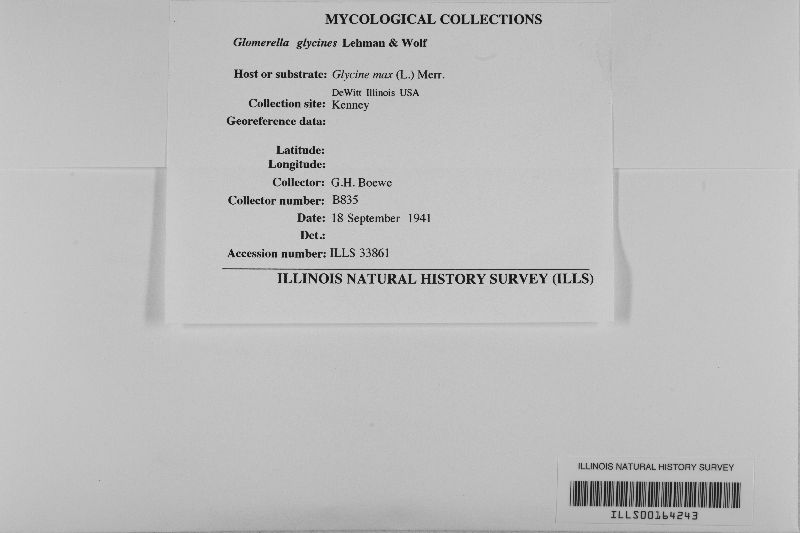 MYCOLOGICAL COLLECTIONS
Glomerella glycines Lehman & Wolf
Host or substrate: Glycine max (L.) Merr.
DeWitt Illinois USA
Collection site: Kenney
Georeference data:
Latitude:
Longitude:
Collector: G.H. Boewe
Collector number: B835
Date: 18 September 1941
Det.:
Accession number: ILLS 33861
ILLINOIS NATURAL HISTORY SURVEY (ILLS)
ILLINOIS NATURAL HISTORY SURVEY
ILLS00164243